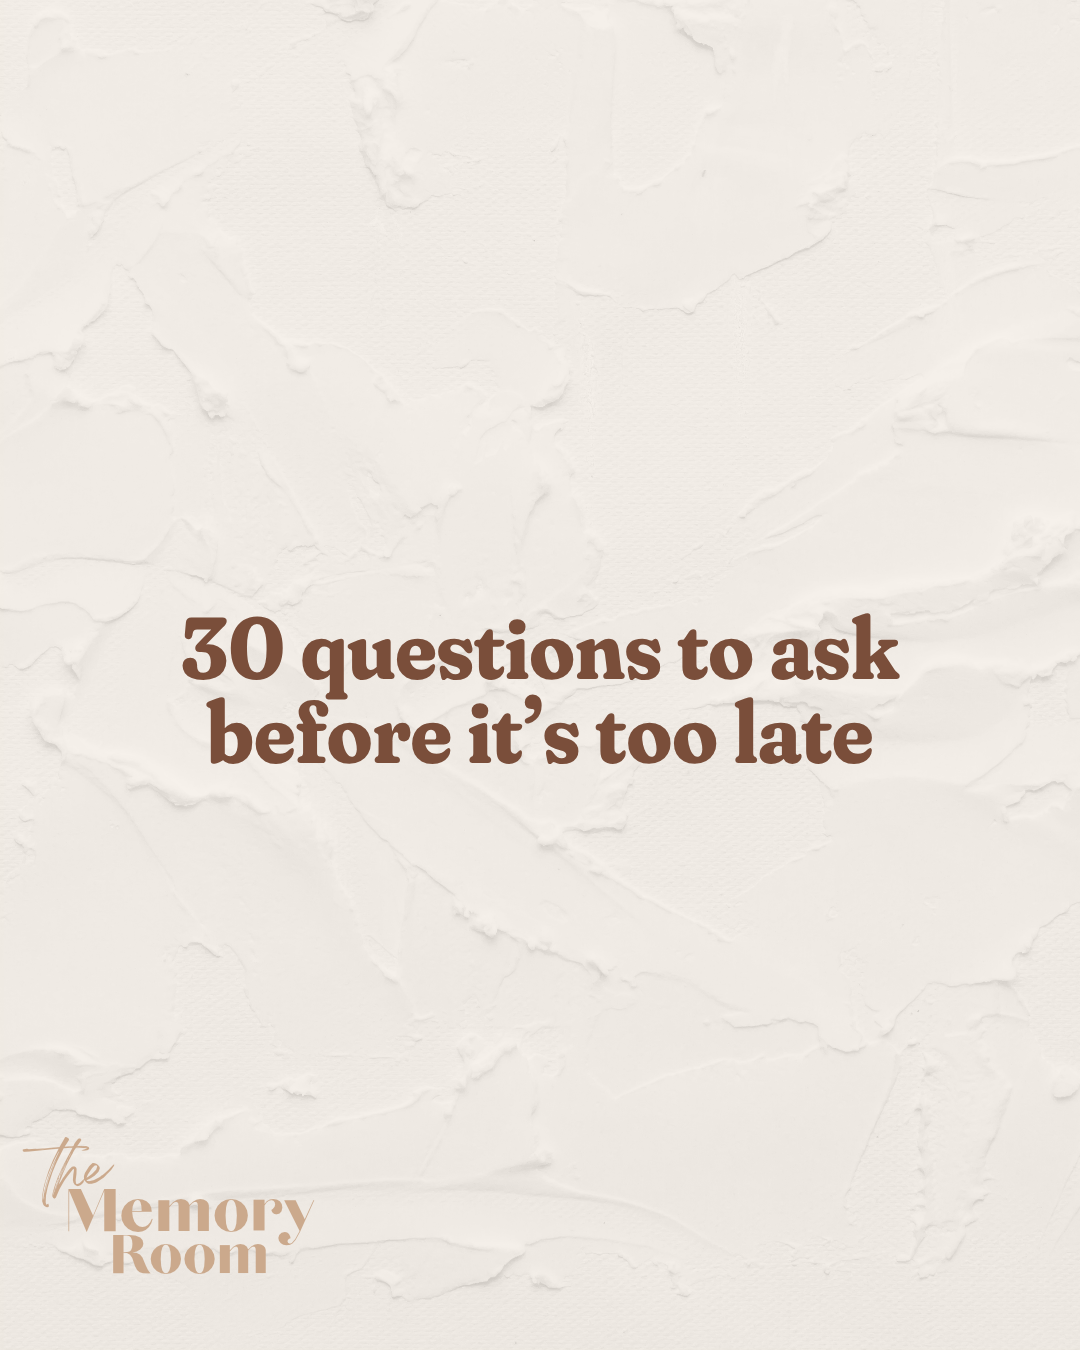 30 questions to ask
before it’s too late
the
Memory
Room